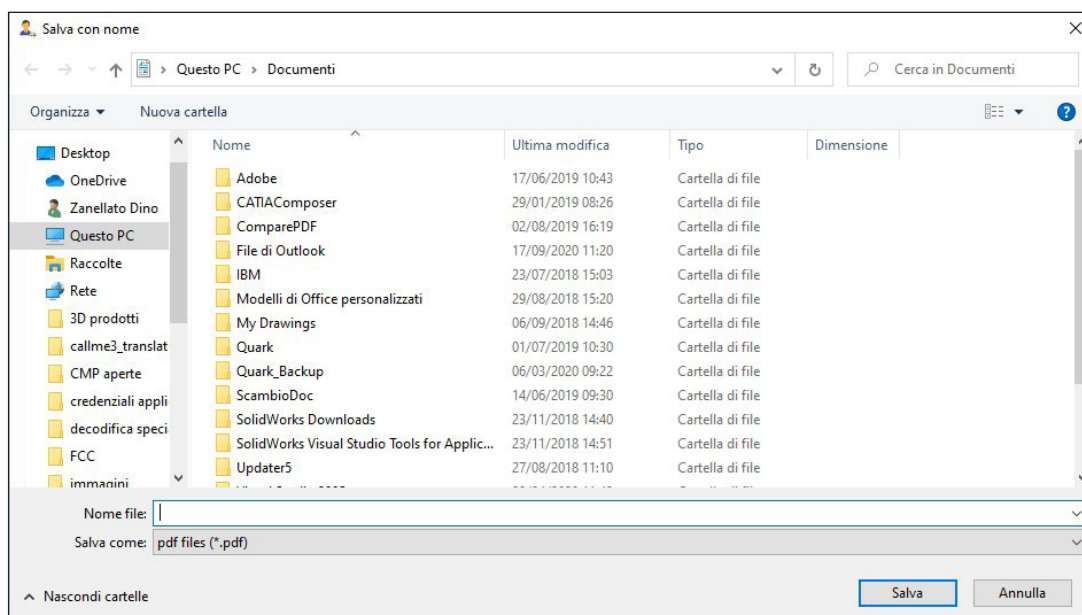 Salva con nome
Questo PC > Documenti
Cerca in Documenti
Organizza
Nuova cartella
Nome Ultima modifica Tipo Dimensione
Desktop
OneDrive
Zanellato Dino
Questo PC
Raccolte
Rete
3D prodotti
callme3_translat
CMP aperte
credenziali appli
decodifica speci
FCC
immagini
Adobe 17/06/2019 10:43 Cartella di file
CATIAComposer 29/01/2019 08:26 Cartella di file
ComparePDF 02/08/2019 16:19 Cartella di file
File di Outlook 17/09/2020 11:20 Cartella di file
IBM 23/07/2018 15:03 Cartella di file
Modelli di Office personalizzati 29/08/2018 15:20 Cartella di file
My Drawings 06/09/2018 14:46 Cartella di file
Quark 01/07/2019 10:30 Cartella di file
Quark_Backup 06/03/2020 09:22 Cartella di file
ScambioDoc 14/06/2019 09:30 Cartella di file
SolidWorks Downloads 23/11/2018 14:40 Cartella di file
SolidWorks Visual Studio Tools for Applic... 23/11/2018 14:51 Cartella di file
Updater5 27/08/2018 11:10 Cartella di file
Nome file:
Salva come: pdf files (*.pdf)
Nascondi cartelle
Salva
Annulla